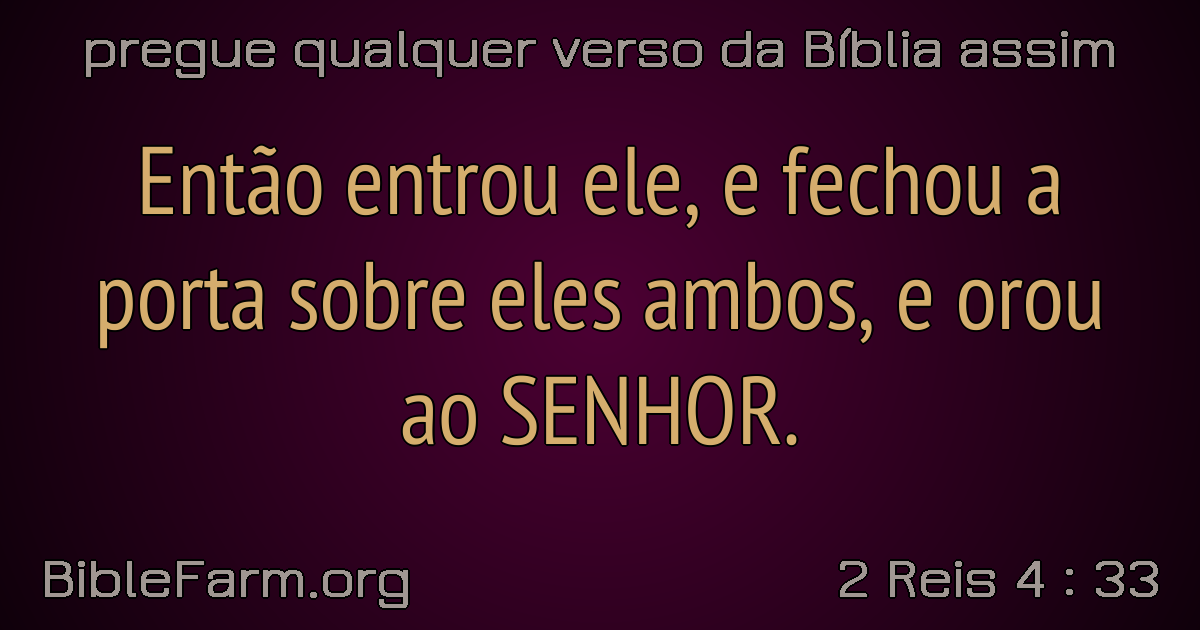 pregue qualquer verso da Bíblia assim
Então entrou ele, e fechou a
porta sobre eles ambos, e orou
ao SENHOR.
BibleFarm.org
2 Reis 4 : 33